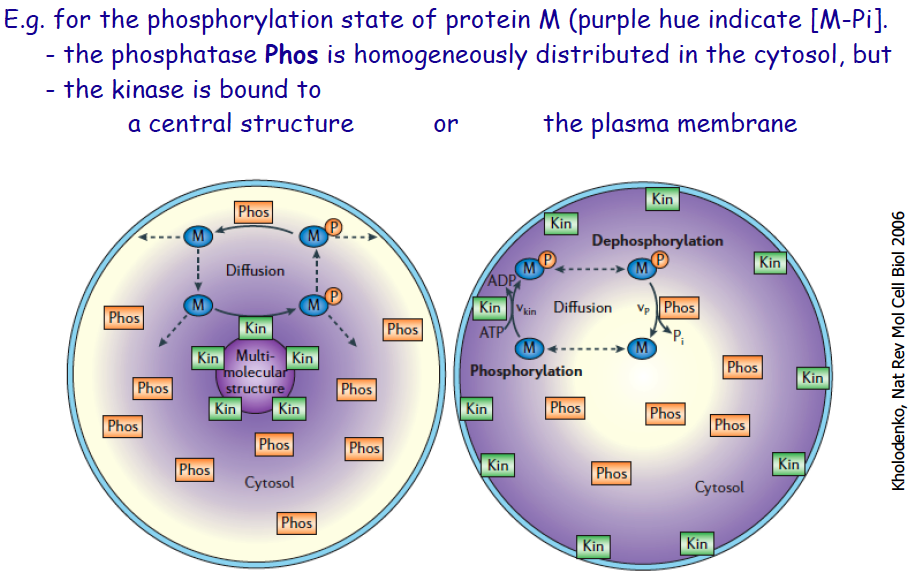 E.g. for the phosphorylation state of protein M (purple hue indicate [M-Pi].
- the phosphatase Phos is homogeneously distributed in the cytosol, but
- the kinase is bound to
a central structure or the plasma membrane
Phos
M
M
P
Diffusion
M
M
P
Kin
Kin
Multi-
molecular
structure
Kin
Kin
Kin
Phos
Phos
Phos
Phos
Phos
Phos
Phos
Phos
Cytosol
Phos
Kin
Kin
Dephosphorylation
Kin
M
P
M
P
ADP
Kin
vkin
Diffusion
vP
Phos
ATP
Pi
M
M
Phosphorylation
Phos
Kin
Kin
Phos
Phos
Phos
Kin
Phos
Kin
Cytosol
Kin
Kin
Kholodenko, Nat Rev Mol Cell Biol 2006